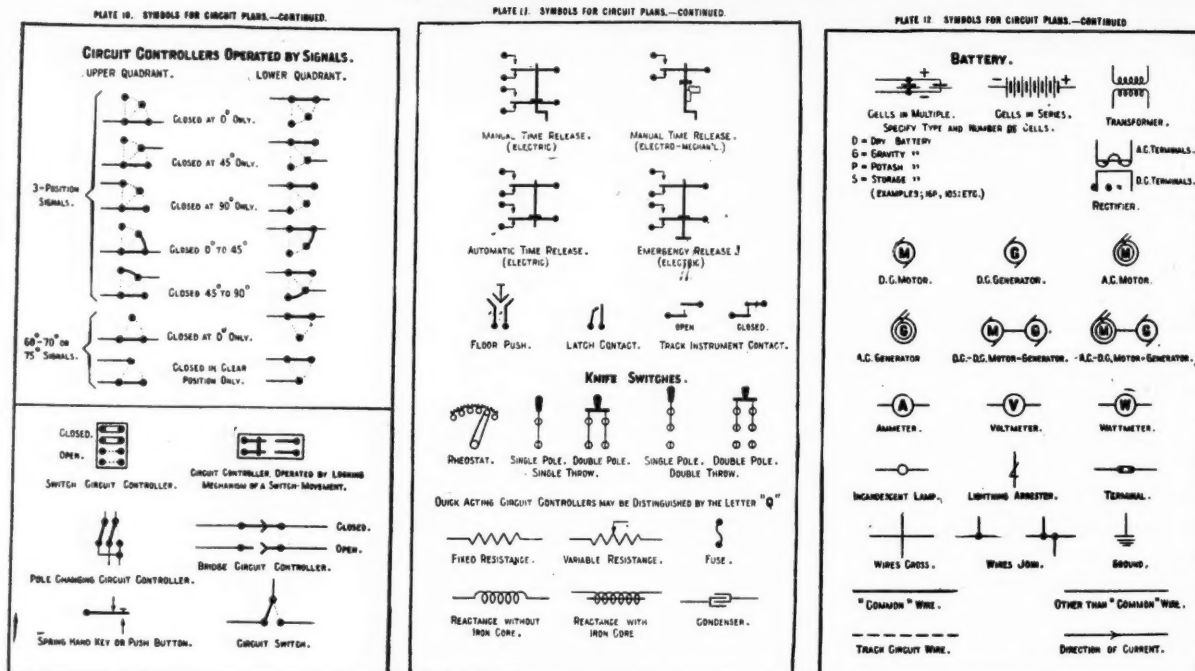 PLATE 10. SYMBOLS FOR CIRCUIT PLANS.—CONTINUED.
CIRCUIT CONTROLLERS OPERATED BY SIGNALS.
UPPER QUADRANT. LOWER QUADRANT.
3-POSITION SIGNALS.
CLOSED AT 0° ONLY.
CLOSED AT 45° ONLY.
CLOSED AT 90° ONLY.
CLOSED 0° TO 45°
CLOSED 45° TO 90°
60°-70° OR 75° SIGNALS.
CLOSED AT 0° ONLY.
CLOSED IN CLEAR
POSITION ONLY.
CLOSED.
OPEN.
SWITCH CIRCUIT CONTROLLER.
CIRCUIT CONTROLLER OPERATED BY LOCKING
MECHANISM OF A SWITCH-MOVEMENT.
CLOSED.
OPEN.
BRIDGE CIRCUIT CONTROLLER.
POLE CHANGING CIRCUIT CONTROLLER.
SPRING HAND KEY OR PUSH BUTTON.
CIRCUIT SWITCH.
PLATE 11. SYMBOLS FOR CIRCUIT PLANS.—CONTINUED.
MANUAL TIME RELEASE. MANUAL TIME RELEASE.
(ELECTRIC) (ELECTRO-MECHAN'L.)
AUTOMATIC TIME RELEASE. EMERGENCY RELEASE.
(ELECTRIC) (ELECTRIC)
OPEN CLOSED.
FLOOR PUSH. LATCH CONTACT. TRACK INSTRUMENT CONTACT.
KNIFE SWITCHES.
RHEOSTAT. SINGLE POLE. DOUBLE POLE. SINGLE POLE. DOUBLE POLE.
SINGLE THROW. DOUBLE THROW.
QUICK ACTING CIRCUIT CONTROLLERS MAY BE DISTINGUISHED BY THE LETTER "Q"
FIXED RESISTANCE. VARIABLE RESISTANCE. FUSE.
REACTANCE WITHOUT REACTANCE WITH CONDENSER.
IRON CORE. IRON CORE
PLATE 12 SYMBOLS FOR CIRCUIT PLANS.—CONTINUED
BATTERY.
+ − +
CELLS IN MULTIPLE. CELLS IN SERIES. TRANSFORMER.
SPECIFY TYPE AND NUMBER OF CELLS.
D = DRY BATTERY
G = GRAVITY "
P = POTASH "
S = STORAGE "
(EXAMPLES; 16P, 10S: ETC.)
A.C. TERMINALS.
D.C. TERMINALS.
RECTIFIER.
M G M
D.C. MOTOR. D.C. GENERATOR. A.C. MOTOR.
G M G M G
A.C. GENERATOR D.C.-D.C. MOTOR-GENERATOR. A.C.-D.C. MOTOR-GENERATOR.
A V W
AMMETER. VOLTMETER. WATTMETER.
INCANDESCENT LAMP. LIGHTNING ARRESTER. TERMINAL.
WIRES CROSS. WIRES JOIN. GROUND.
"COMMON" WIRE. OTHER THAN "COMMON" WIRE.
TRACK CIRCUIT WIRE. DIRECTION OF CURRENT.